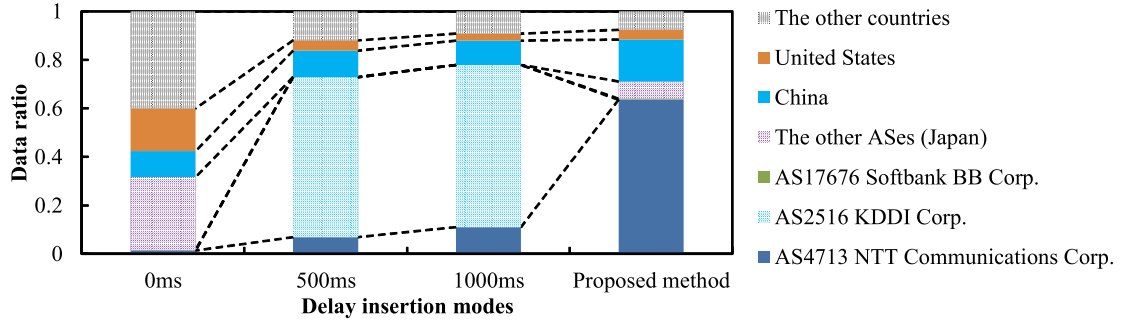 Data ratio
1
0.8
0.6
0.4
0.2
0
0ms 500ms 1000ms Proposed method
Delay insertion modes
The other countries
United States
China
The other ASes (Japan)
AS17676 Softbank BB Corp.
AS2516 KDDI Corp.
AS4713 NTT Communications Corp.